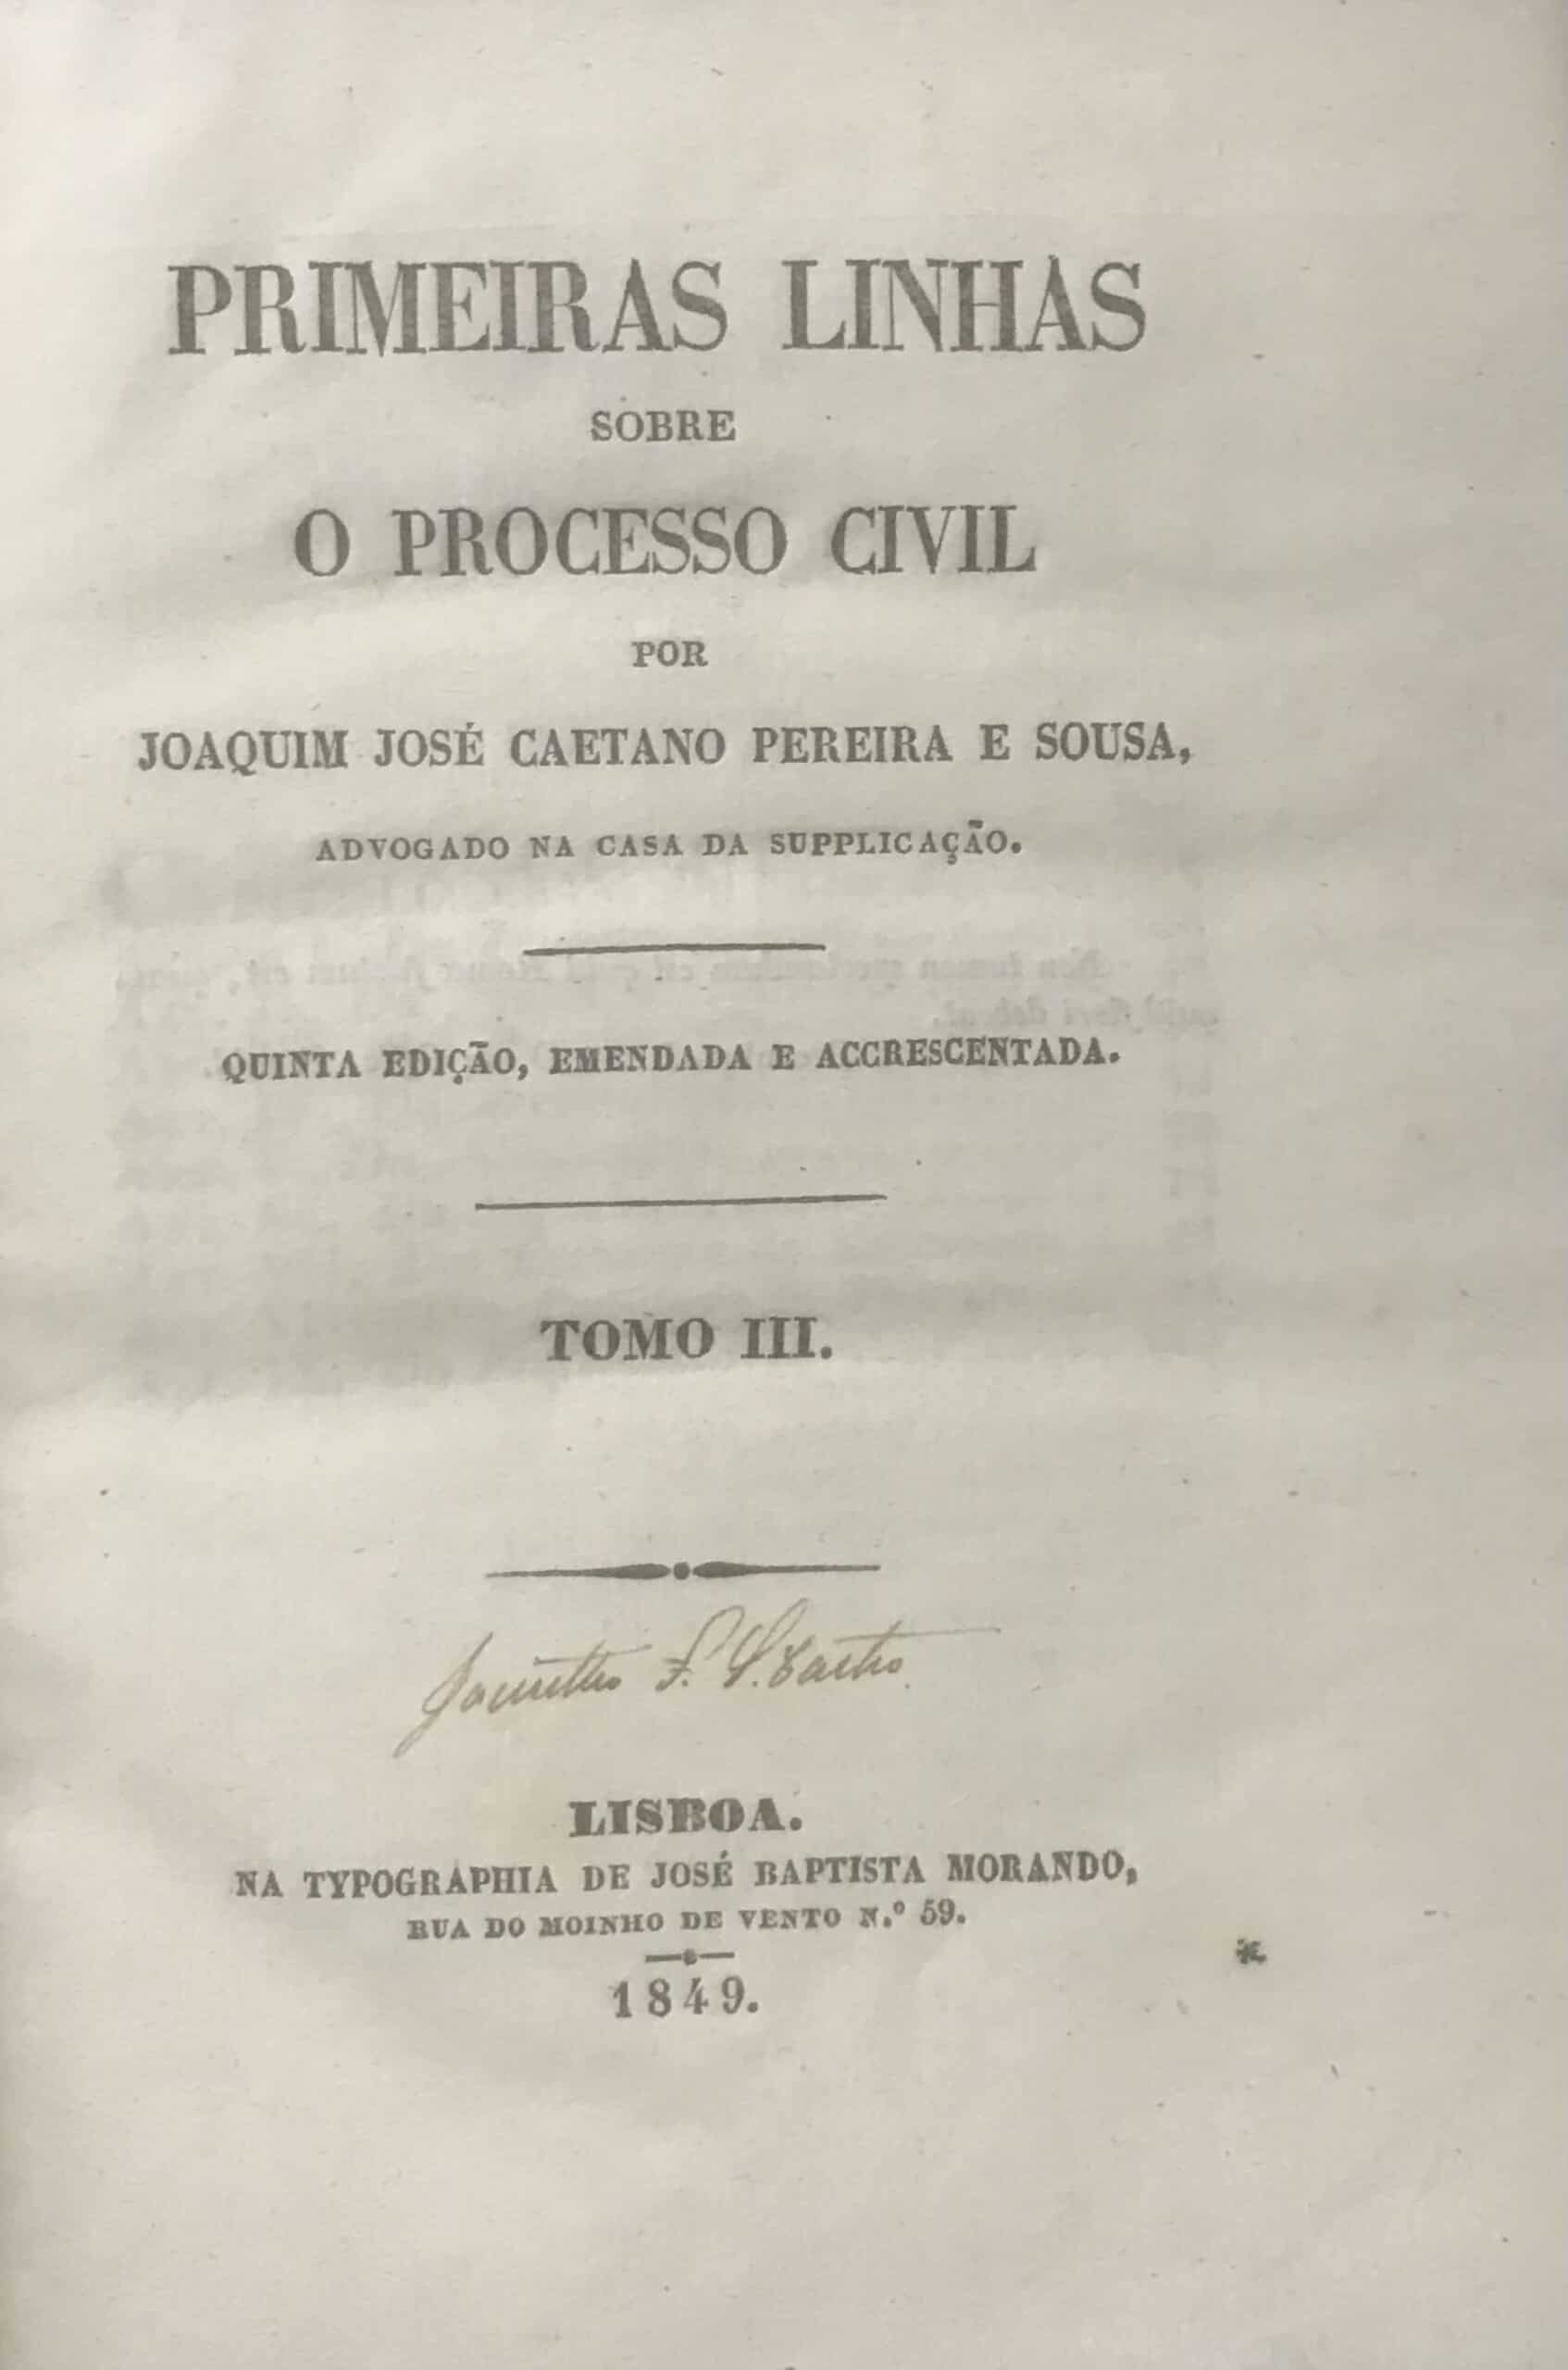 PRIMEIRAS LINHAS
SOBRE
O PROCESSO CIVIL
POR
JOAQUIM JOSÉ CAETANO PEREIRA E SOUSA,
ADVOGADO NA CASA DA SUPPLICAÇÃO.
QUINTA EDIÇÃO, EMENDADA E ACCRESCENTADA.
TOMO III.
F. S. Castro
LISBOA.
NA TYPOGRAPHIA DE JOSÉ BAPTISTA MORANDO,
RUA DO MOINHO DE VENTO N.º 59.
1849.